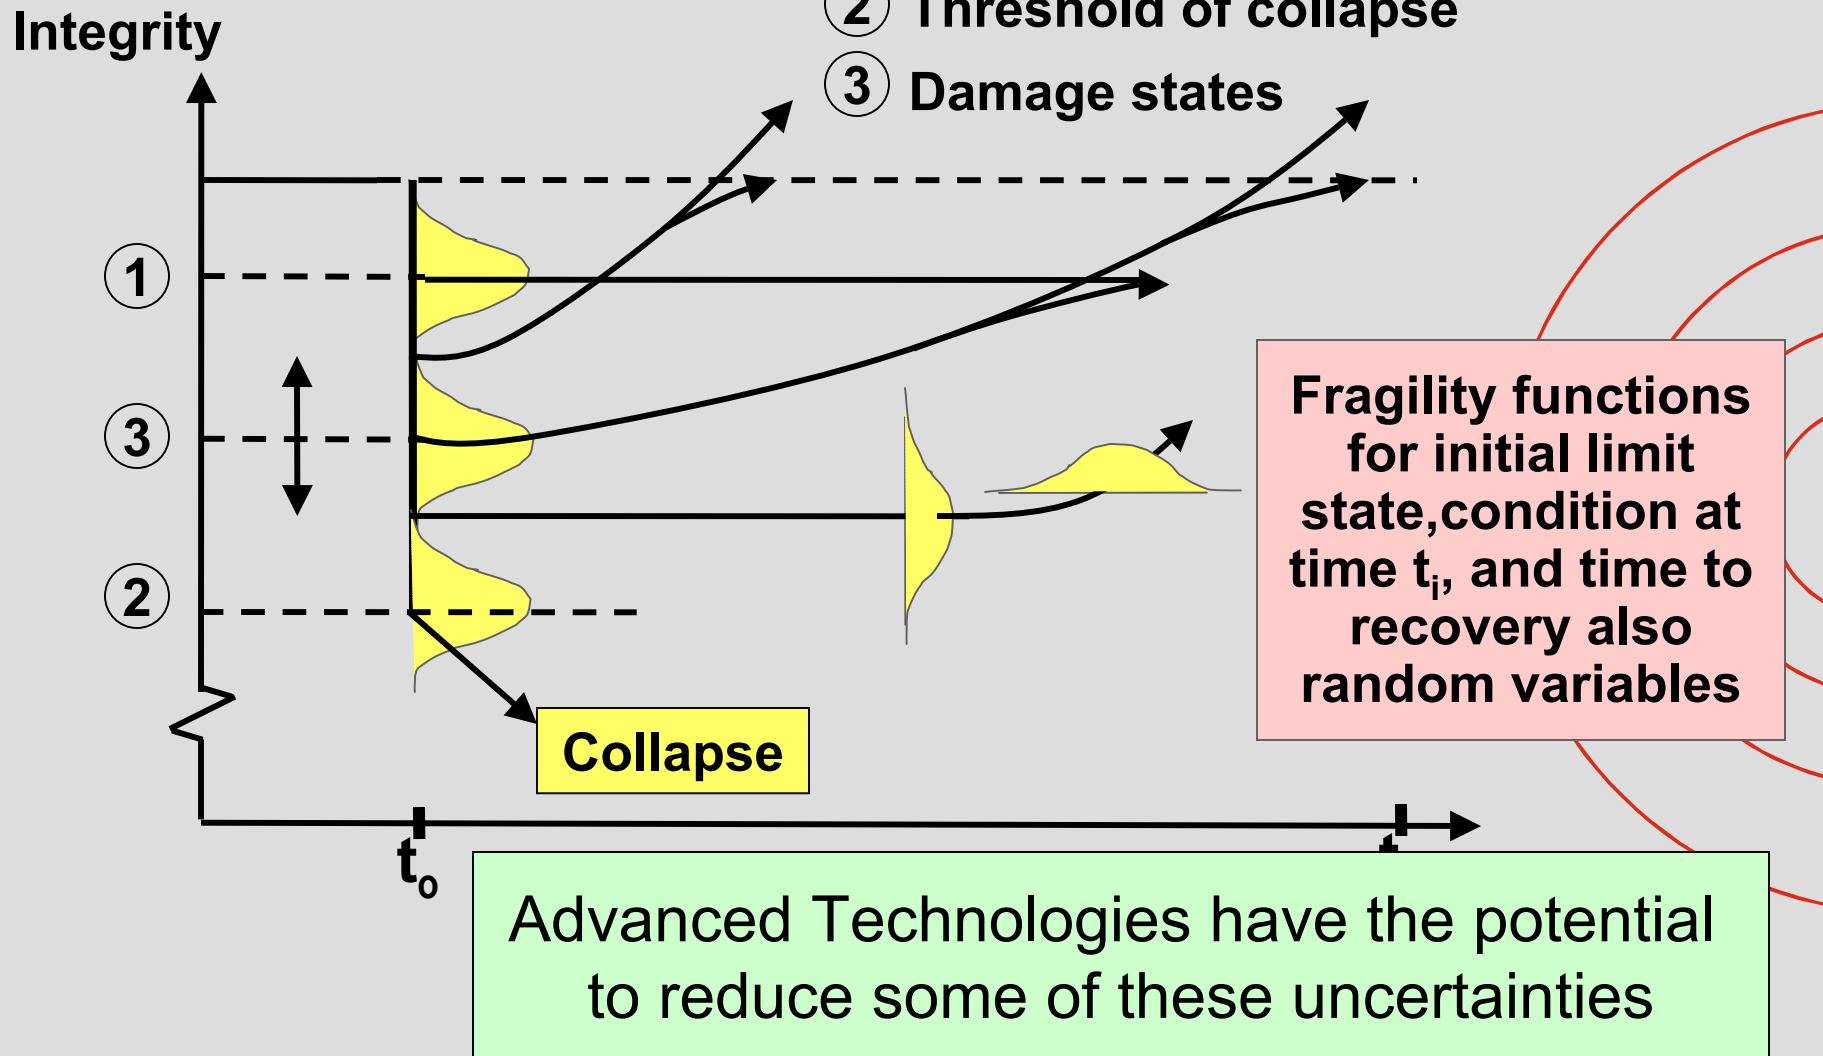 Integrity
2 Threshold of collapse
3 Damage states
1
3
2
Fragility functions
for initial limit
state,condition at
time ti, and time to
recovery also
random variables
Collapse
to
t
Advanced Technologies have the potential
to reduce some of these uncertainties